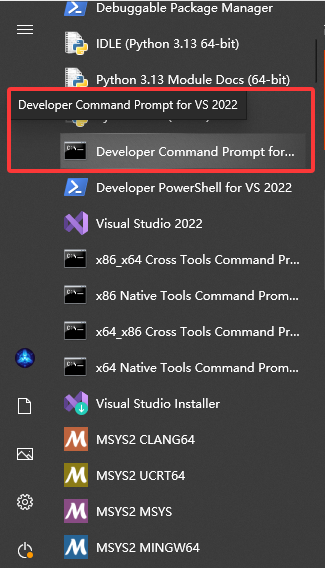 Debuggable Package Manager
IDLE (Python 3.13 64-bit)
Python 3.13 Module Docs (64-bit)
Developer Command Prompt for VS 2022
Developer Command Prompt for...
Developer PowerShell for VS 2022
Visual Studio 2022
x86_x64 Cross Tools Command Pr...
x86 Native Tools Command Prom...
x64_x86 Cross Tools Command Pr...
x64 Native Tools Command Prom...
Visual Studio Installer
MSYS2 CLANG64
MSYS2 UCRT64
MSYS2 MSYS
MSYS2 MINGW64